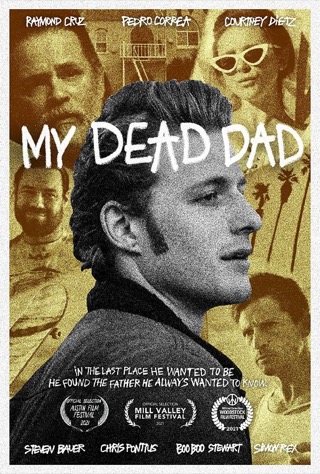 RAYMOND CRUZ PEDRO CORREA COURTNEY DIETZ
MY DEAD DAD
IN THE LAST PLACE HE WANTED TO BE
HE FOUND THE FATHER HE ALWAYS WANTED TO KNOW.
OFFICIAL SELECTION
AUSTIN FILM
FESTIVAL
2021
OFFICIAL SELECTION
MILL VALLEY
FILM FESTIVAL
2021
WOODSTOCK
FILM FESTIVAL
2021
STEVEN BAUER CHRIS PONTIUS BOO BOO STEWART SIMON REX